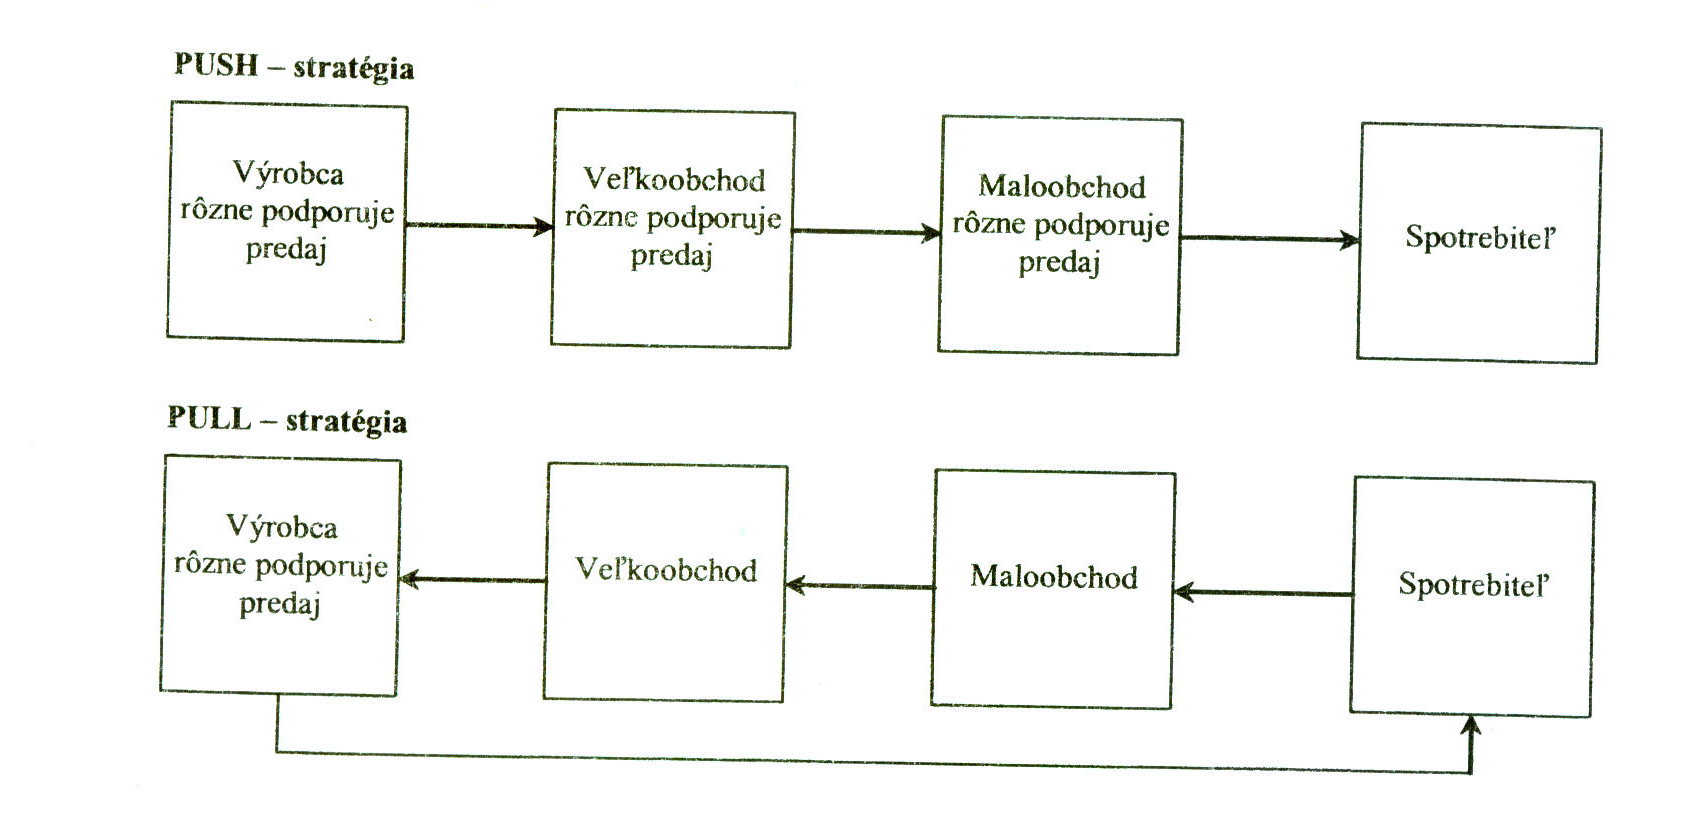 PUSH – stratégia
Výrobca
rôzne podporuje
predaj
Veľkoobchod
rôzne podporuje
predaj
Maloobchod
rôzne podporuje
predaj
Spotrebiteľ
PULL – stratégia
Výrobca
rôzne podporuje
predaj
Veľkoobchod
Maloobchod
Spotrebiteľ